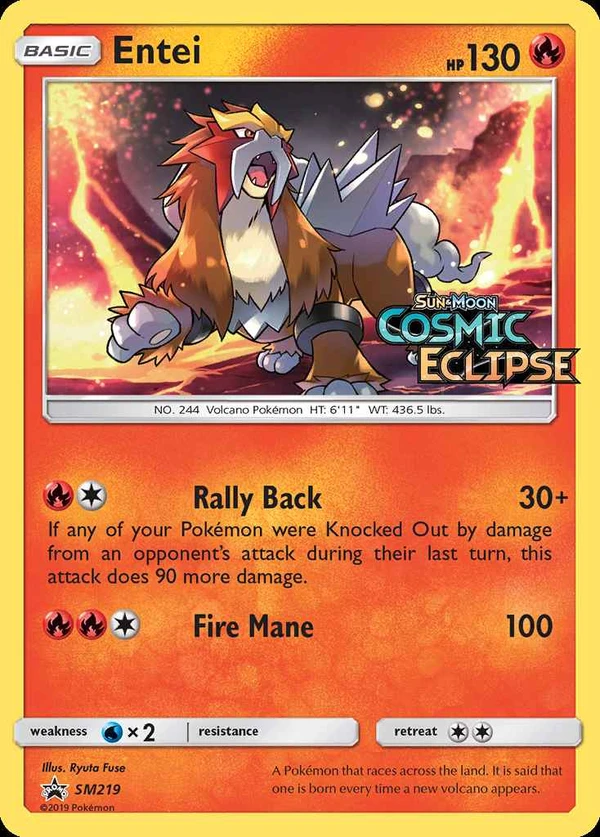 BASIC Entei HP 130
SUN & MOON
COSMIC
ECLIPSE
NO. 244 Volcano Pokémon HT: 6'11" WT: 436.5 lbs.
Rally Back 30+
If any of your Pokémon were Knocked Out by damage
from an opponent's attack during their last turn, this
attack does 90 more damage.
Fire Mane 100
weakness ×2 resistance retreat
Illus. Ryuta Fuse
A Pokémon that races across the land. It is said that
one is born every time a new volcano appears.
PROMO SM219
©2019 Pokémon